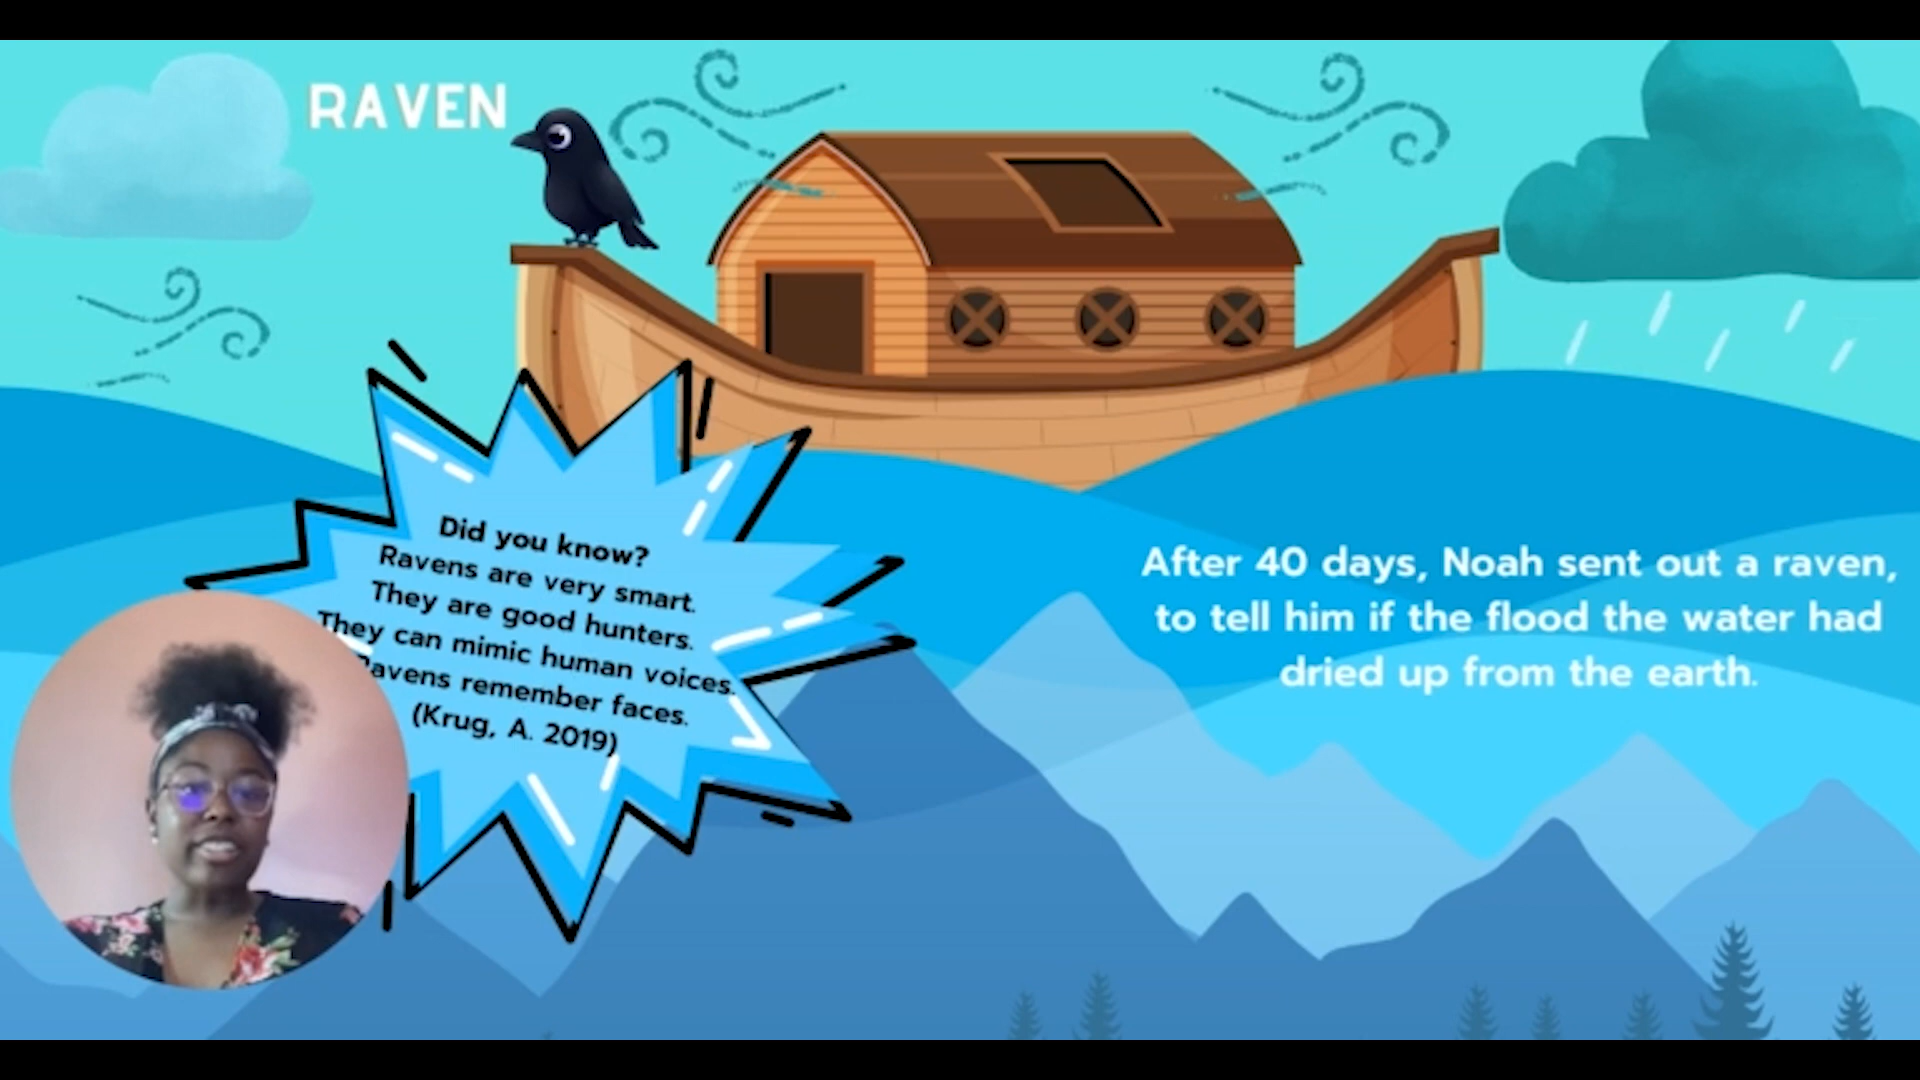 RAVEN
Did you know?
Ravens are very smart.
They are good hunters.
They can mimic human voices.
Ravens remember faces.
(Krug, A. 2019)
After 40 days, Noah sent out a raven,
to tell him if the flood the water had
dried up from the earth.